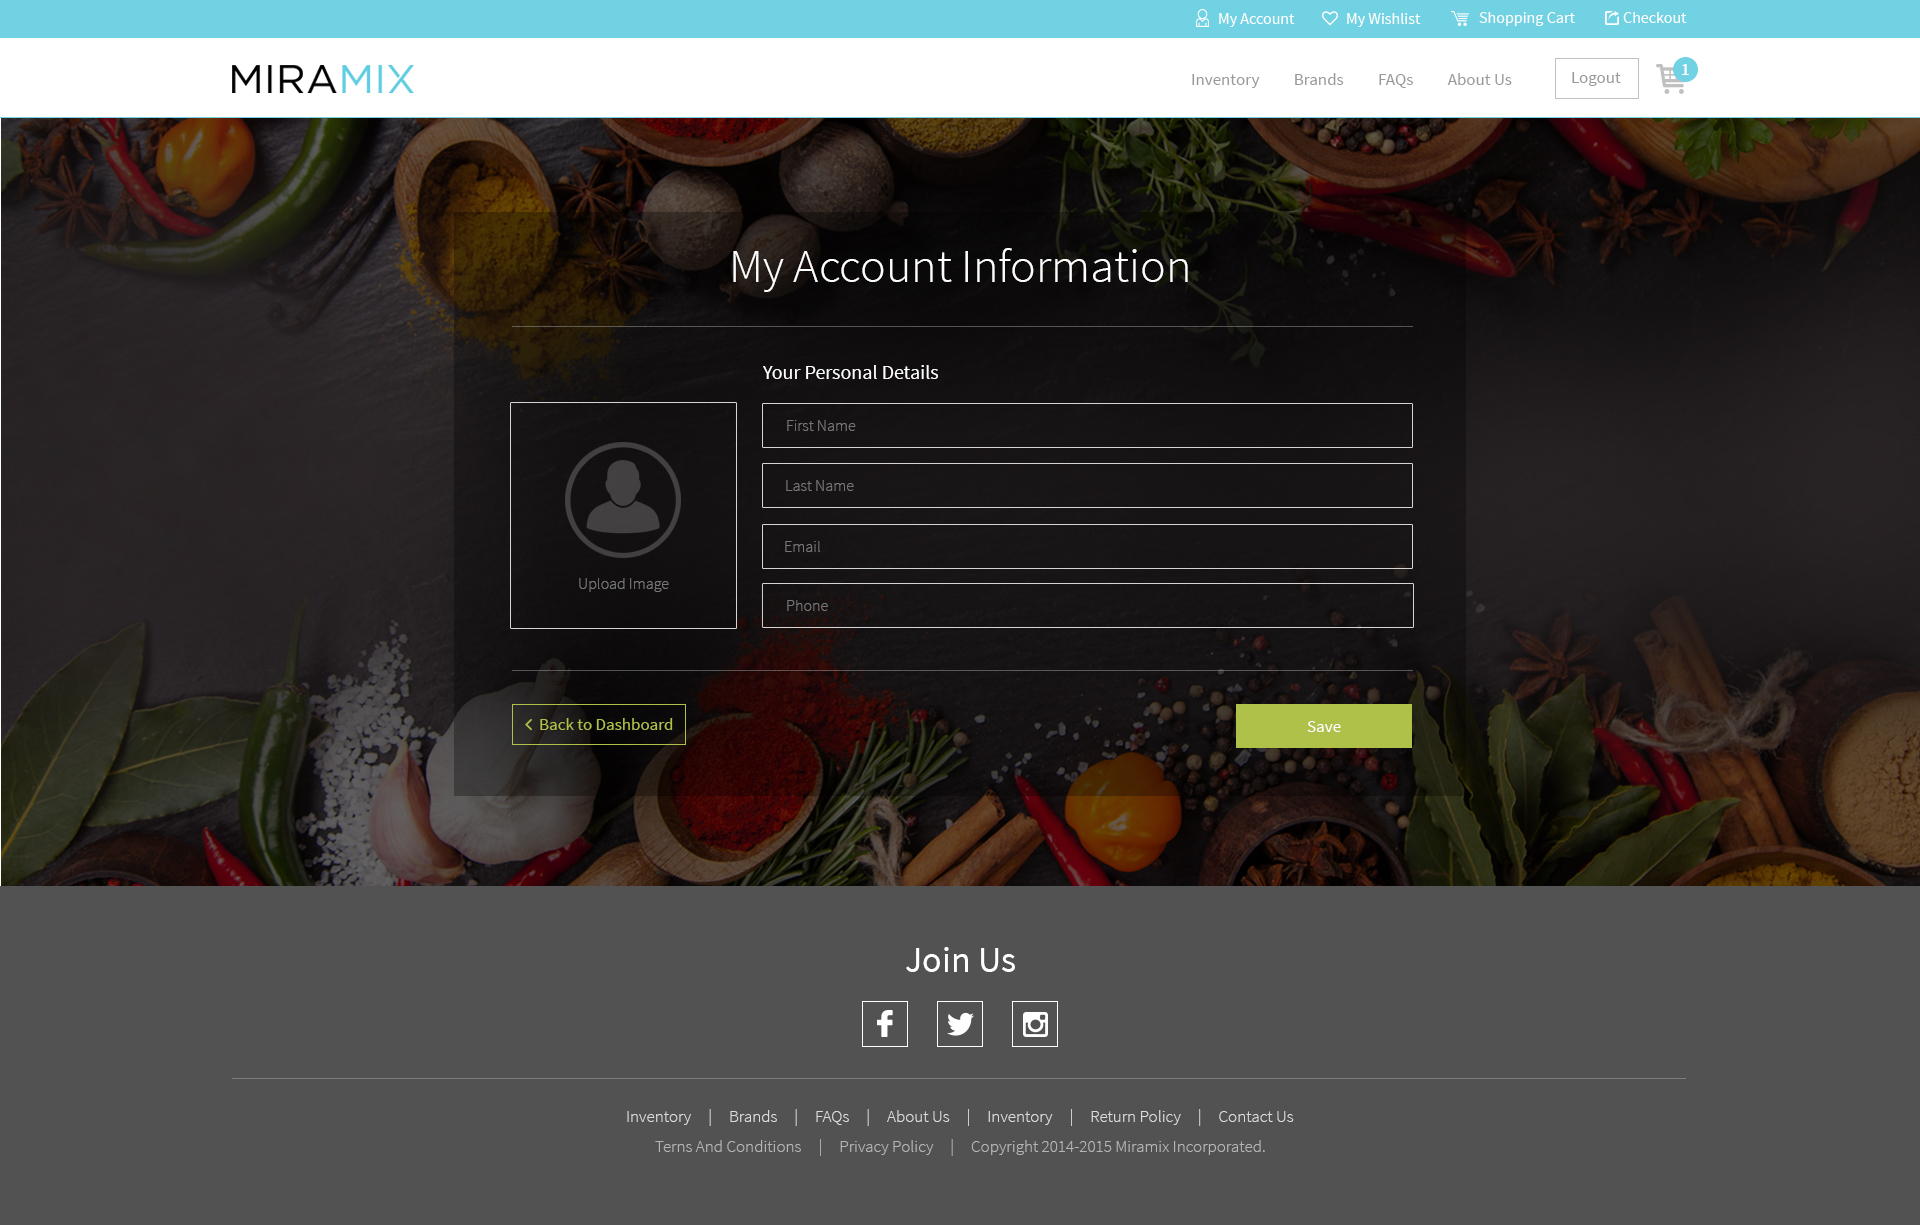 My Account My Wishlist Shopping Cart Checkout
MIRAMIX Inventory Brands FAQs About Us Logout 1
My Account Information
Your Personal Details
First Name
Last Name
Email
Upload Image
Phone
Back to Dashboard Save
Join Us
Inventory | Brands | FAQs | About Us | Inventory | Return Policy | Contact Us
Terns And Conditions | Privacy Policy | Copyright 2014-2015 Miramix Incorporated.